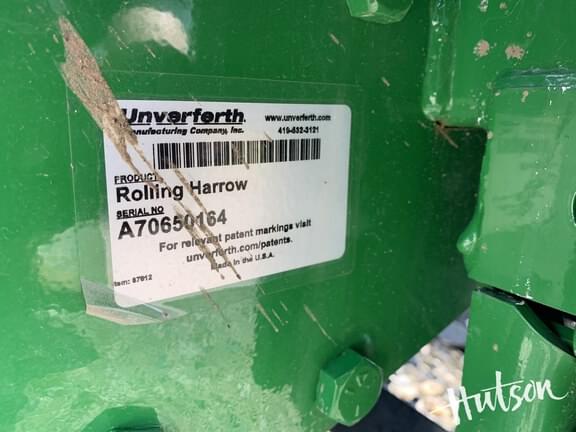 Unverferth. www.unverferth.com
Manufacturing Company, Inc. 419-532-3121
PRODUCT
Rolling Harrow
SERIAL NO
A70650164
For relevant patent markings visit
unverferth.com/patents.
Made in the U.S.A.
Item: 97012
Hutson